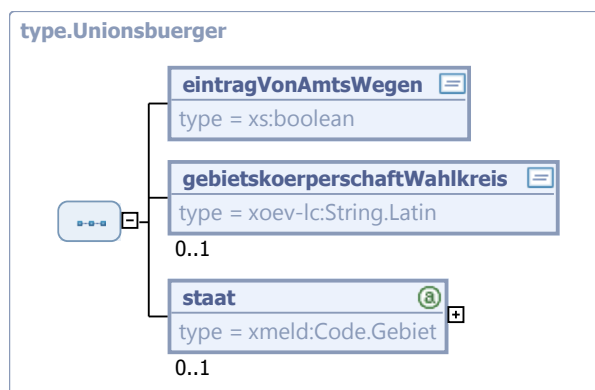 type.Unionsbuerger
eintragVonAmtsWegen
type = xs:boolean
gebietskoerperschaftWahlkreis
type = xoev-lc:String.Latin
0..1
staat
type = xmeld:Code.Gebiet
0..1